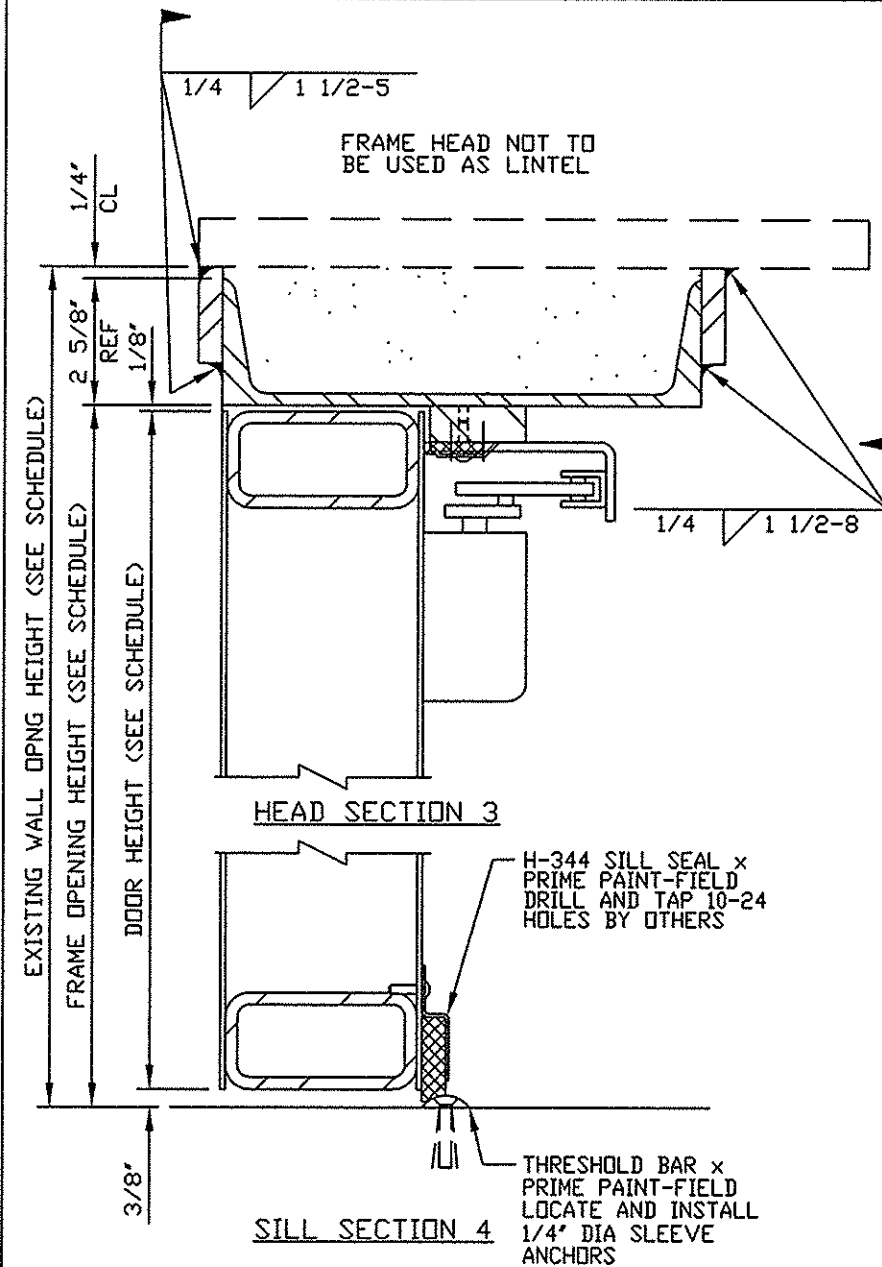 1/4 1 1/2-5
FRAME HEAD NOT TO
BE USED AS LINTEL
1/4"
CL
2 5/8"
REF
1/8"
EXISTING WALL OPNG HEIGHT (SEE SCHEDULE)
FRAME OPENING HEIGHT (SEE SCHEDULE)
DOOR HEIGHT (SEE SCHEDULE)
1/4 1 1/2-8
HEAD SECTION 3
H-344 SILL SEAL x
PRIME PAINT-FIELD
DRILL AND TAP 10-24
HOLES BY OTHERS
3/8"
SILL SECTION 4
THRESHOLD BAR x
PRIME PAINT-FIELD
LOCATE AND INSTALL
1/4" DIA SLEEVE
ANCHORS